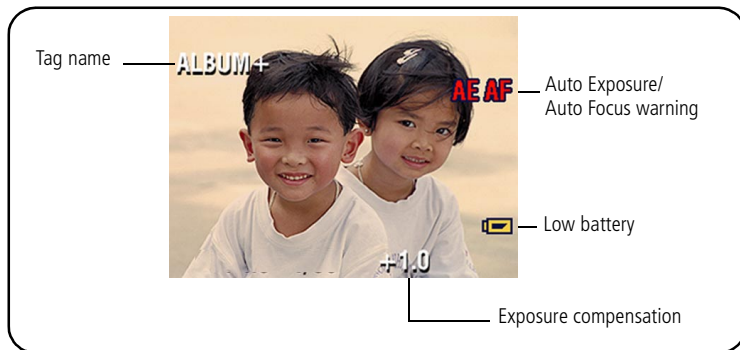 Tag name
ALBUM+
AE AF
Auto Exposure/
Auto Focus warning
Low battery
+1.0
Exposure compensation